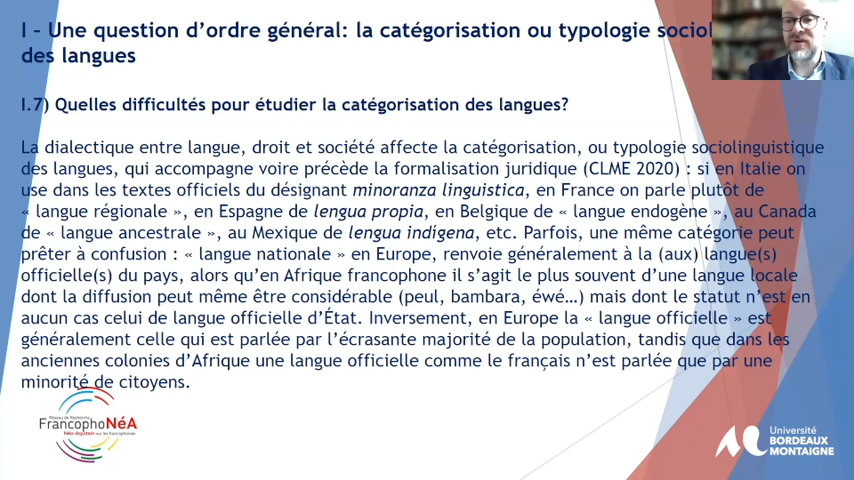 I – Une question d’ordre général: la catégorisation ou typologie
des langues
I.7) Quelles difficultés pour étudier la catégorisation des langues?
La dialectique entre langue, droit et société affecte la catégorisation, ou typologie sociolinguistique
des langues, qui accompagne voire précède la formalisation juridique (CLME 2020) : si en Italie on
use dans les textes officiels du désignant minoranza linguistica, en France on parle plutôt de
« langue régionale », en Espagne de lengua propia, en Belgique de « langue endogène », au Canada
de « langue ancestrale », au Mexique de lengua indígena, etc. Parfois, une même catégorie peut
prêter à confusion : « langue nationale » en Europe, renvoie généralement à la (aux) langue(s)
officielle(s) du pays, alors qu’en Afrique francophone il s’agit le plus souvent d’une langue locale
dont la diffusion peut même être considérable (peul, bambara, éwé…) mais dont le statut n’est en
aucun cas celui de langue officielle d’État. Inversement, en Europe la « langue officielle » est
généralement celle qui est parlée par l’écrasante majorité de la population, tandis que dans les
anciennes colonies d’Afrique une langue officielle comme le français n’est parlée que par une
minorité de citoyens.
Réseau de Recherche
FrancophoNéA
Néo-Aquitain sur les francophonies
Université
BORDEAUX
MONTAIGNE